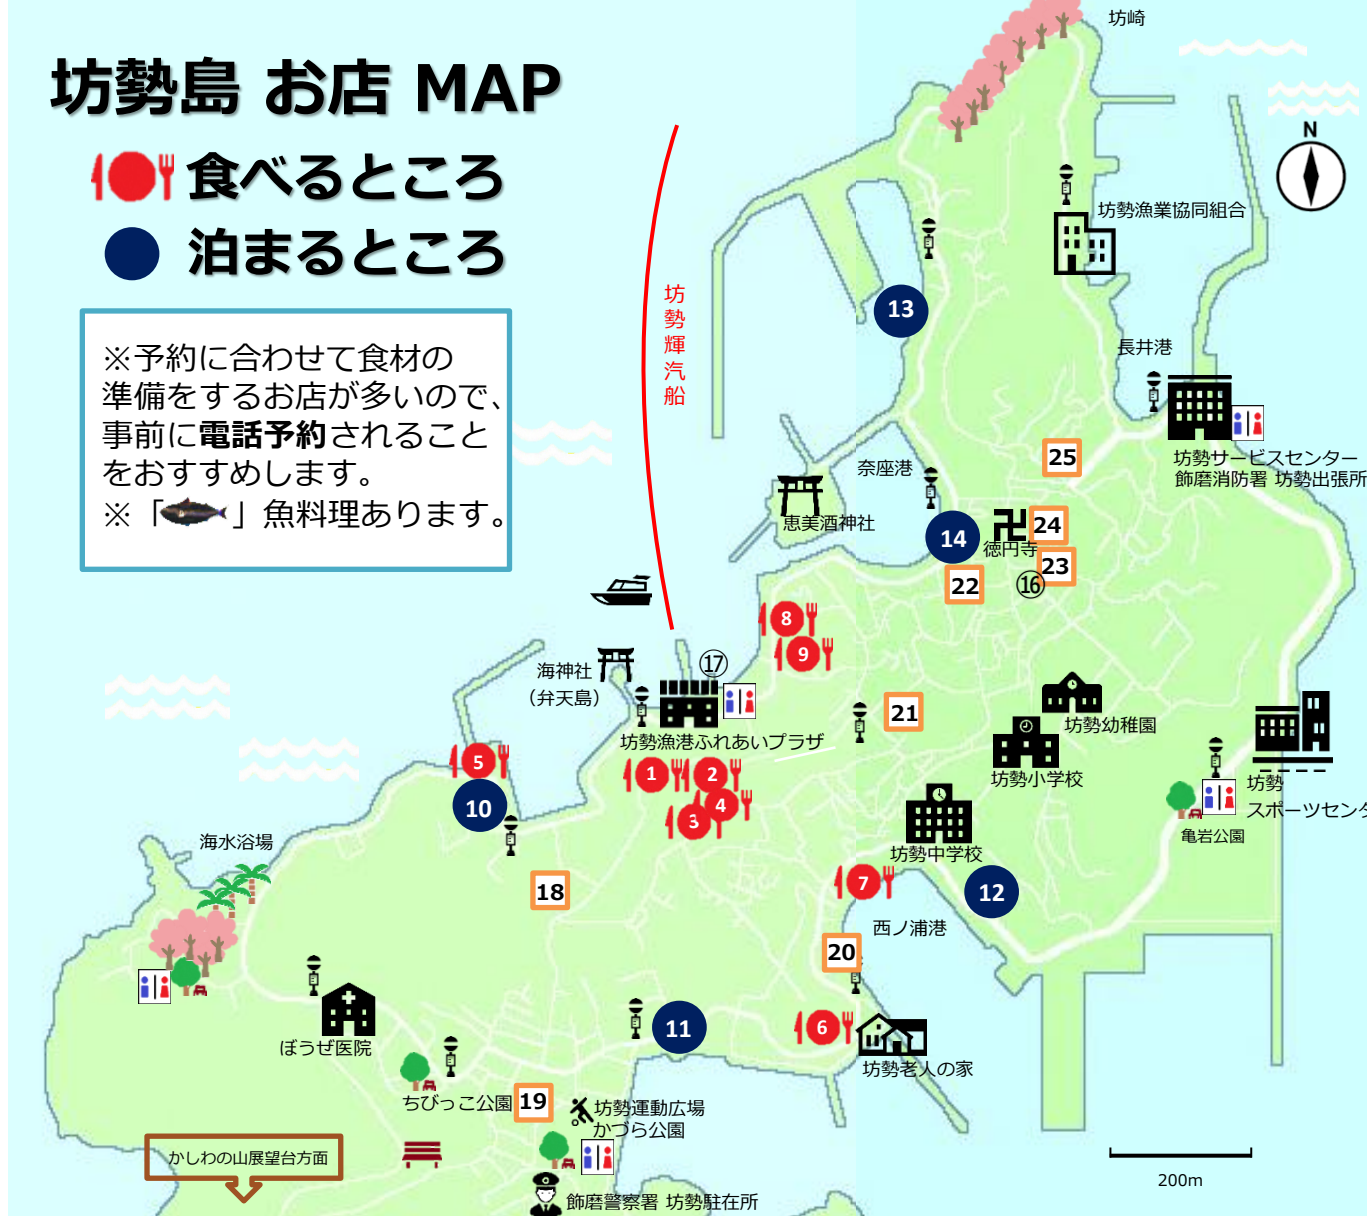 坊勢島 お店 MAP
食べるところ
泊まるところ
※予約に合わせて食材の
準備をするお店が多いので、
事前に電話予約されること
をおすすめします。
※「」魚料理あります。
坊勢輝汽船
坊崎
N
坊勢漁業協同組合
13
長井港
坊勢サービスセンター
飾磨消防署 坊勢出張所
25
奈座港
恵美酒神社
14
徳円寺
24
23
22
⑯
8
9
海神社
(弁天島)
⑰
坊勢漁港ふれあいプラザ
21
坊勢幼稚園
坊勢小学校
坊勢
スポーツセンタ
亀岩公園
5
10
1
2
3
4
坊勢中学校
海水浴場
18
7
12
西ノ浦港
20
ぼうぜ医院
11
6
坊勢老人の家
ちびっこ公園
19
坊勢運動広場
かづら公園
かしわの山展望台方面
飾磨警察署 坊勢駐在所
200m